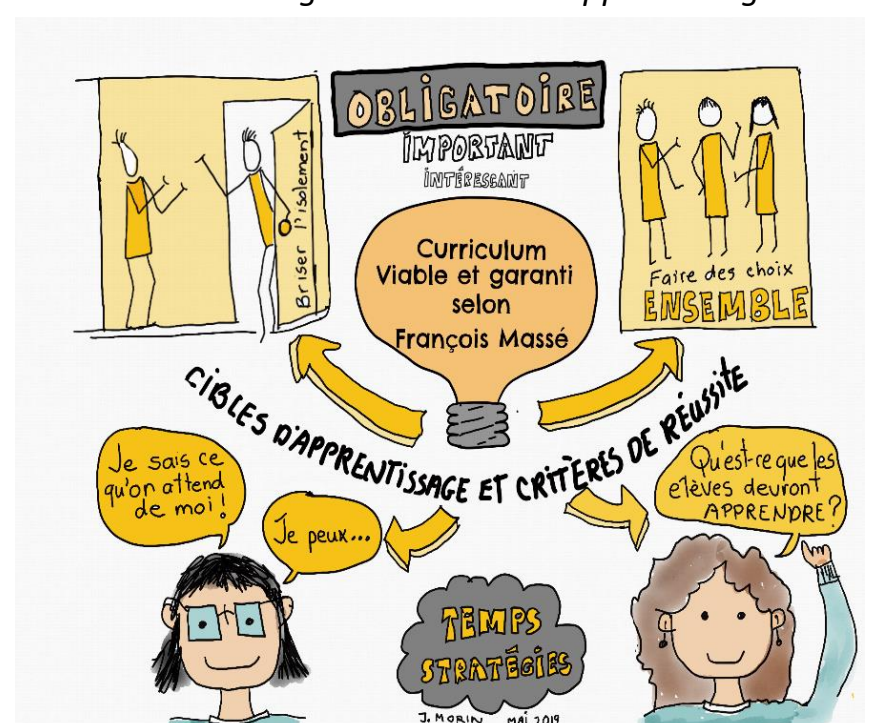 OBLIGATOIRE
IMPORTANT
INTÉRESSANT
Briser l'isolement
Curriculum
Viable et garanti
selon
François Massé
Faire des choix
ENSEMBLE
CIBLES D'APPRENTISSAGE ET CRITÈRES DE RÉUSSITE
Je sais ce
qu'on attend
de moi!
Je peux...
Qu'est-ce que les
élèves devront
APPRENDRE?
TEMPS
STRATÉGIES
J. MORIN MAI 2019